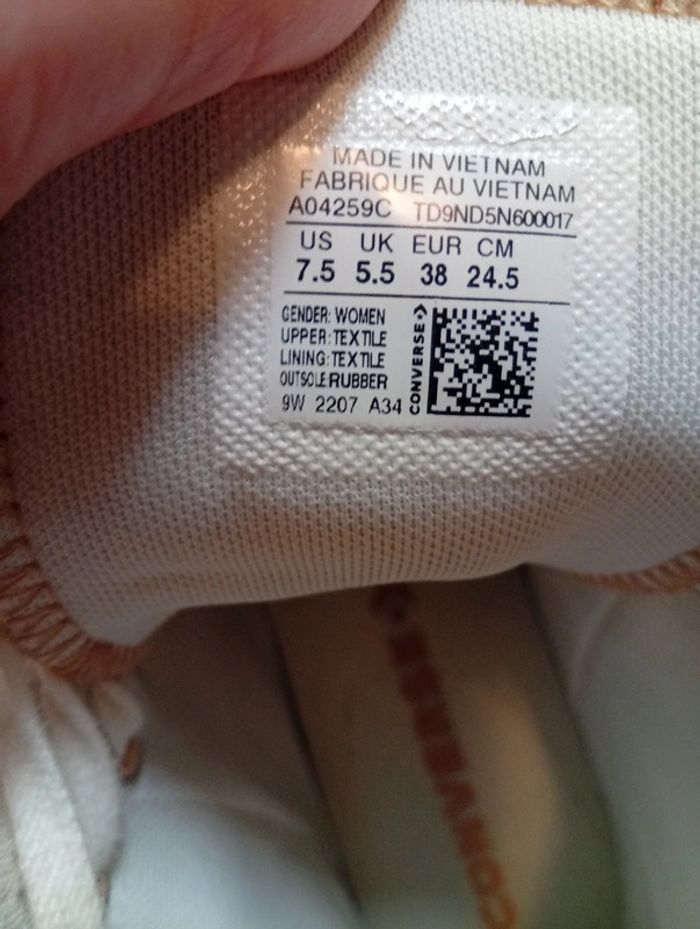 MADE IN VIETNAM
FABRIQUE AU VIETNAM
A04259C TD9ND5N600017
US UK EUR CM
7.5 5.5 38 24.5
GENDER: WOMEN
UPPER: TEXTILE
LINING: TEXTILE
OUTSOLE RUBBER
9W 2207 A34
CONVERSE
CONVERSE